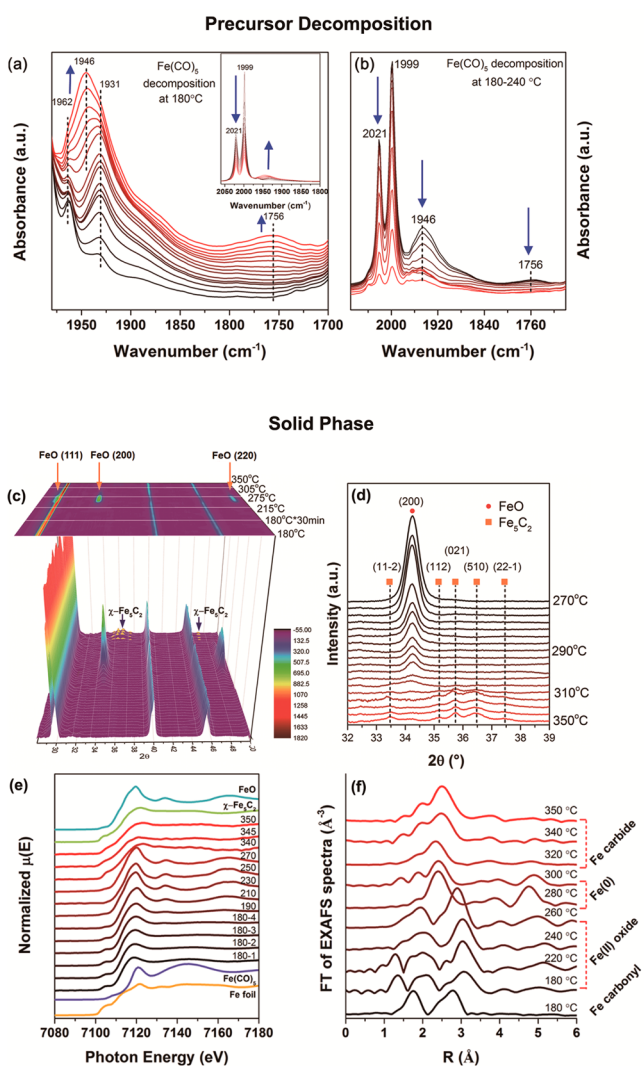 Precursor Decomposition
(a)
1946
1931
1962
Fe(CO)5
decomposition
at 180°C
1999
2021
2050 2000 1950 1900 1850 1800
Wavenumber (cm-1)
1756
Absorbance (a.u.)
1950 1900 1850 1800 1750 1700
Wavenumber (cm-1)
(b)
1999
Fe(CO)5
decomposition
at 180-240 °C
2021
1946
1756
Absorbance (a.u.)
2000 1920 1840 1760
Wavenumber (cm-1)
Solid Phase
(c)
FeO (111) FeO (200) FeO (220)
350°C
305°C
275°C
215°C
180°C*30min
180°C
χ−Fe5C2 χ−Fe5C2
-55.00
132.5
320.0
507.5
695.0
882.5
1070
1258
1445
1633
1820
2θ
(d)
(200)
FeO
Fe5C2
(021)
(11-2) (112) (510) (22-1)
270°C
290°C
310°C
350°C
Intensity (a.u.)
32 33 34 35 36 37 38 39
2θ (°)
(e)
FeO
χ−Fe5C2
350
345
340
270
250
230
210
190
180-4
180-3
180-2
180-1
Fe(CO)5
Fe foil
Normalized μ(E)
7080 7100 7120 7140 7160 7180
Photon Energy (eV)
(f)
350 °C
340 °C
320 °C
300 °C
280 °C
260 °C
240 °C
220 °C
180 °C
180 °C
Fe carbide
Fe(0)
Fe(II) oxide
Fe carbonyl
FT of EXAFS spectra (Å-3)
0 1 2 3 4 5 6
R (Å)